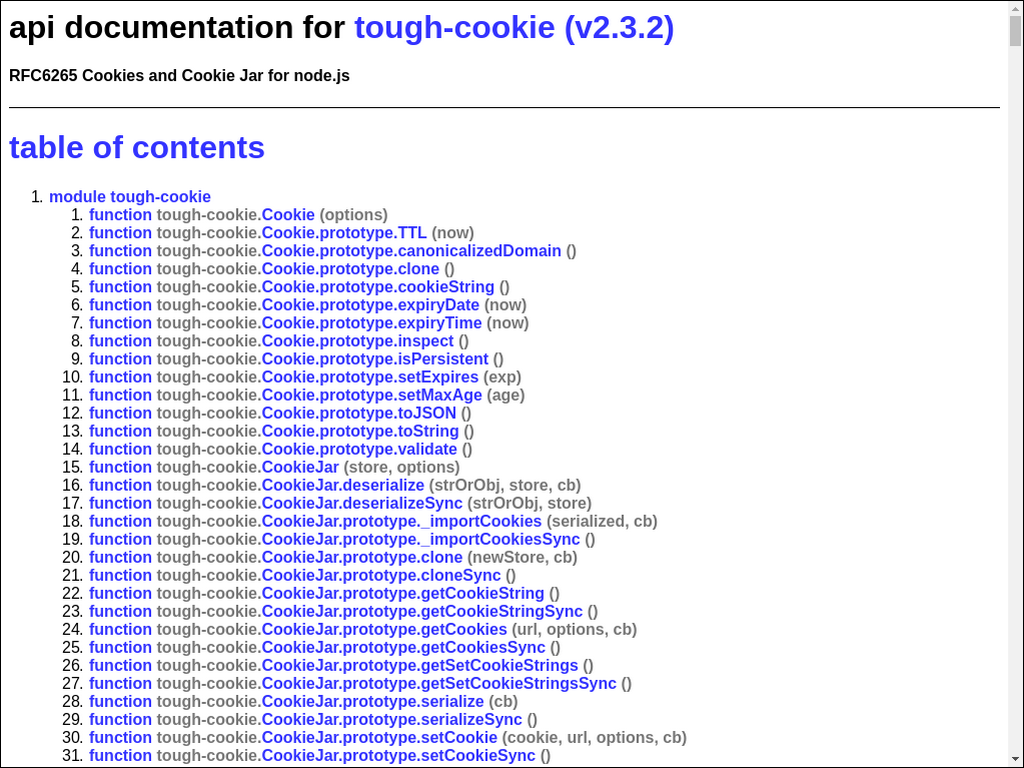 api documentation for tough-cookie (v2.3.2)
RFC6265 Cookies and Cookie Jar for node.js
table of contents
1. module tough-cookie
1. function tough-cookie.Cookie (options)
2. function tough-cookie.Cookie.prototype.TTL (now)
3. function tough-cookie.Cookie.prototype.canonicalizedDomain ()
4. function tough-cookie.Cookie.prototype.clone ()
5. function tough-cookie.Cookie.prototype.cookieString ()
6. function tough-cookie.Cookie.prototype.expiryDate (now)
7. function tough-cookie.Cookie.prototype.expiryTime (now)
8. function tough-cookie.Cookie.prototype.inspect ()
9. function tough-cookie.Cookie.prototype.isPersistent ()
10. function tough-cookie.Cookie.prototype.setExpires (exp)
11. function tough-cookie.Cookie.prototype.setMaxAge (age)
12. function tough-cookie.Cookie.prototype.toJSON ()
13. function tough-cookie.Cookie.prototype.toString ()
14. function tough-cookie.Cookie.prototype.validate ()
15. function tough-cookie.CookieJar (store, options)
16. function tough-cookie.CookieJar.deserialize (strOrObj, store, cb)
17. function tough-cookie.CookieJar.deserializeSync (strOrObj, store)
18. function tough-cookie.CookieJar.prototype._importCookies (serialized, cb)
19. function tough-cookie.CookieJar.prototype._importCookiesSync ()
20. function tough-cookie.CookieJar.prototype.clone (newStore, cb)
21. function tough-cookie.CookieJar.prototype.cloneSync ()
22. function tough-cookie.CookieJar.prototype.getCookieString ()
23. function tough-cookie.CookieJar.prototype.getCookieStringSync ()
24. function tough-cookie.CookieJar.prototype.getCookies (url, options, cb)
25. function tough-cookie.CookieJar.prototype.getCookiesSync ()
26. function tough-cookie.CookieJar.prototype.getSetCookieStrings ()
27. function tough-cookie.CookieJar.prototype.getSetCookieStringsSync ()
28. function tough-cookie.CookieJar.prototype.serialize (cb)
29. function tough-cookie.CookieJar.prototype.serializeSync ()
30. function tough-cookie.CookieJar.prototype.setCookie (cookie, url, options, cb)
31. function tough-cookie.CookieJar.prototype.setCookieSync ()